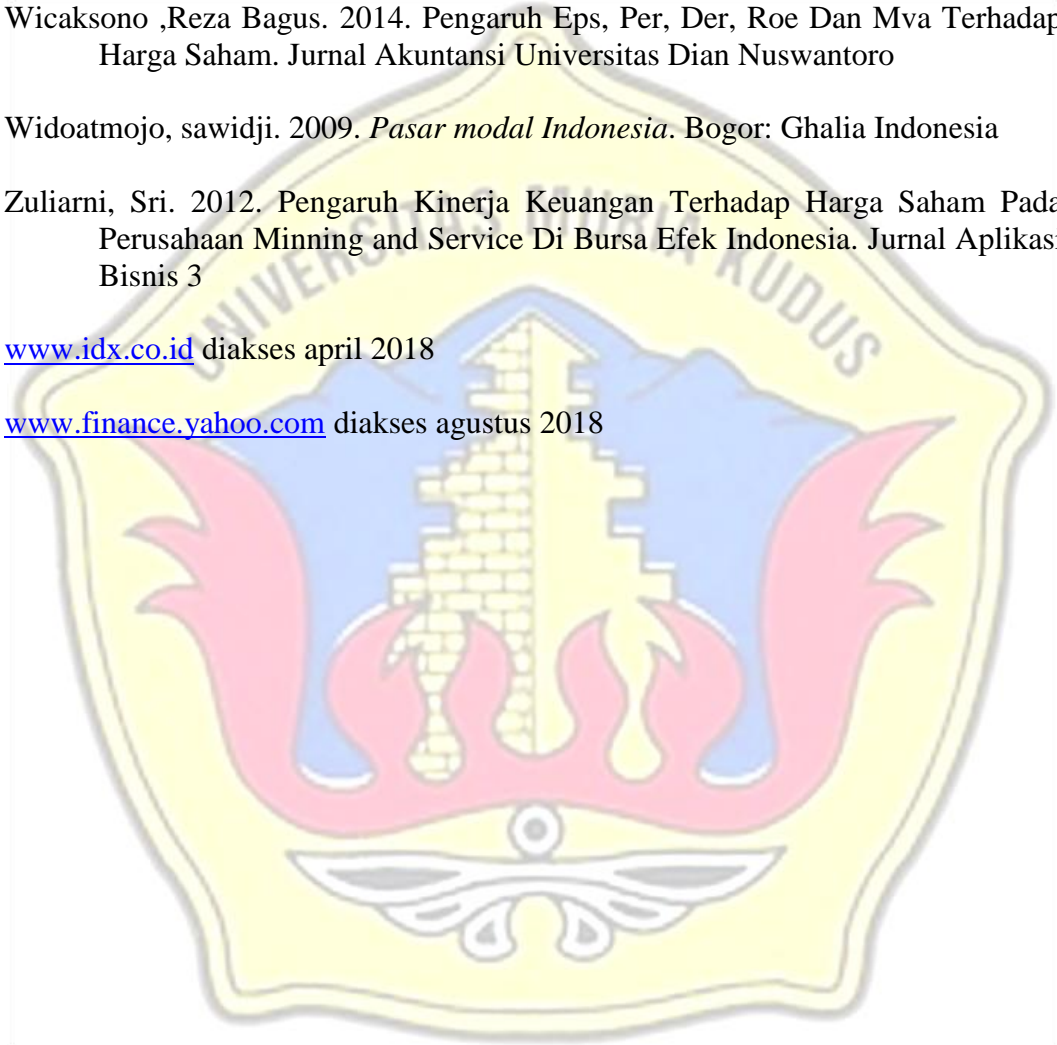 Wicaksono ,Reza Bagus. 2014. Pengaruh Eps, Per, Der, Roe Dan Mva Terhadap
Harga Saham. Jurnal Akuntansi Universitas Dian Nuswantoro
Widoatmojo, sawidji. 2009. Pasar modal Indonesia. Bogor: Ghalia Indonesia
Zuliarni, Sri. 2012. Pengaruh Kinerja Keuangan Terhadap Harga Saham Pada
Perusahaan Minning and Service Di Bursa Efek Indonesia. Jurnal Aplikasi
Bisnis 3
www.idx.co.id diakses april 2018
www.finance.yahoo.com diakses agustus 2018
UNIVERSITAS MURIA KUDUS